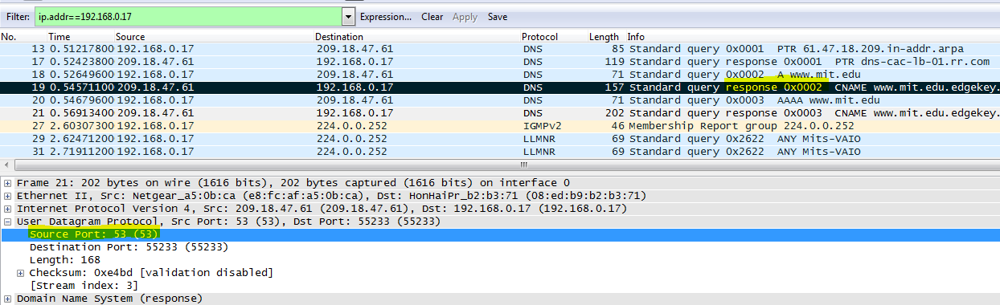 Filter: ip.addr==192.168.0.17 Expression... Clear Apply Save
No. Time Source Destination Protocol Length Info
13 0.51217800 192.168.0.17 209.18.47.61 DNS 85 Standard query 0x0001 PTR 61.47.18.209.in-addr.arpa
17 0.52423800 209.18.47.61 192.168.0.17 DNS 119 Standard query response 0x0001 PTR dns-cac-lb-01.rr.com
18 0.52649600 192.168.0.17 209.18.47.61 DNS 71 Standard query 0x0002 A www.mit.edu
19 0.54571100 209.18.47.61 192.168.0.17 DNS 157 Standard query response 0x0002 CNAME www.mit.edu.edgekey.
20 0.54679600 192.168.0.17 209.18.47.61 DNS 71 Standard query 0x0003 AAAA www.mit.edu
21 0.56913400 209.18.47.61 192.168.0.17 DNS 202 Standard query response 0x0003 CNAME www.mit.edu.edgekey.
27 2.60307300 192.168.0.17 224.0.0.252 IGMPv2 46 Membership Report group 224.0.0.252
29 2.62471200 192.168.0.17 224.0.0.252 LLMNR 69 Standard query 0x2622 ANY Mits-VAIO
31 2.71911200 192.168.0.17 224.0.0.252 LLMNR 69 Standard query 0x2622 ANY Mits-VAIO
Frame 21: 202 bytes on wire (1616 bits), 202 bytes captured (1616 bits) on interface 0
Ethernet II, Src: Netgear_a5:0b:ca (e8:fc:af:a5:0b:ca), Dst: HonHaiPr_b2:b3:71 (08:ed:b9:b2:b3:71)
Internet Protocol Version 4, Src: 209.18.47.61 (209.18.47.61), Dst: 192.168.0.17 (192.168.0.17)
User Datagram Protocol, Src Port: 53 (53), Dst Port: 55233 (55233)
Source Port: 53 (53)
Destination Port: 55233 (55233)
Length: 168
Checksum: 0xe4bd [validation disabled]
[Stream index: 3]
Domain Name System (response)